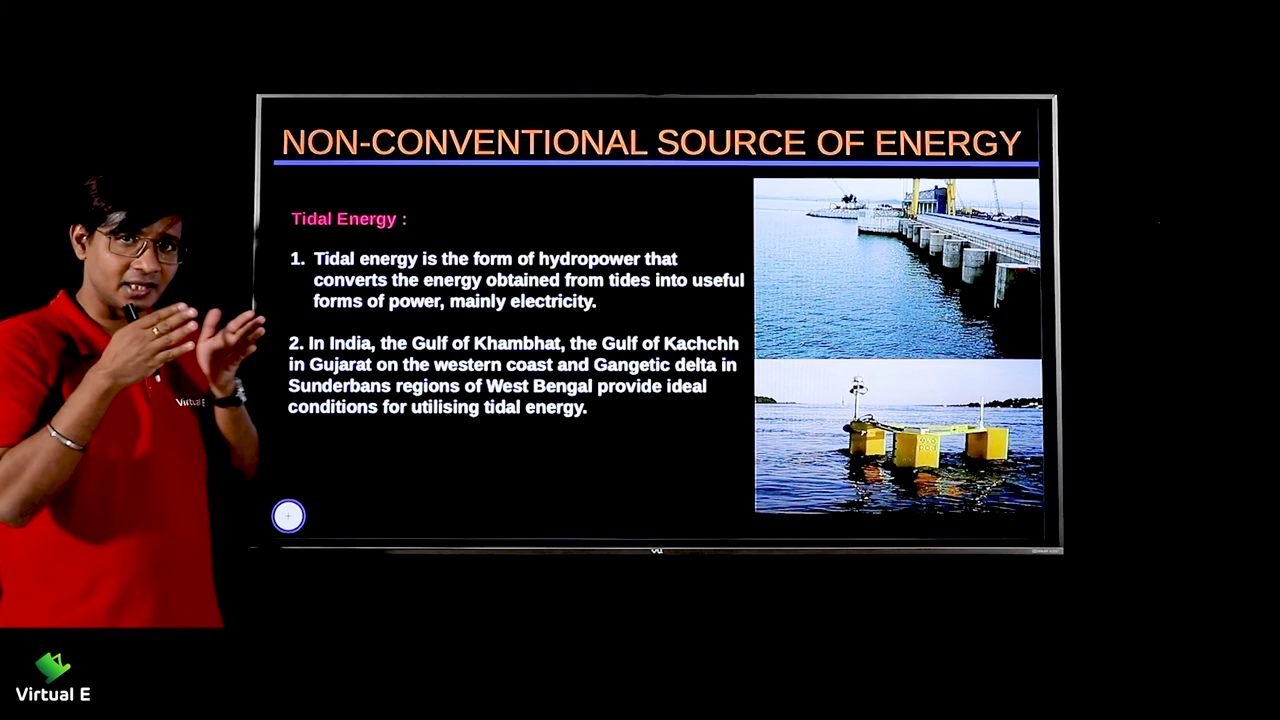 NON-CONVENTIONAL SOURCE OF ENERGY
Tidal Energy :
1. Tidal energy is the form of hydropower that
converts the energy obtained from tides into useful
forms of power, mainly electricity.
2. In India, the Gulf of Khambhat, the Gulf of Kachchh
in Gujarat on the western coast and Gangetic delta in
Sunderbans regions of West Bengal provide ideal
conditions for utilising tidal energy.
Virtual E
Vu
Virtual E